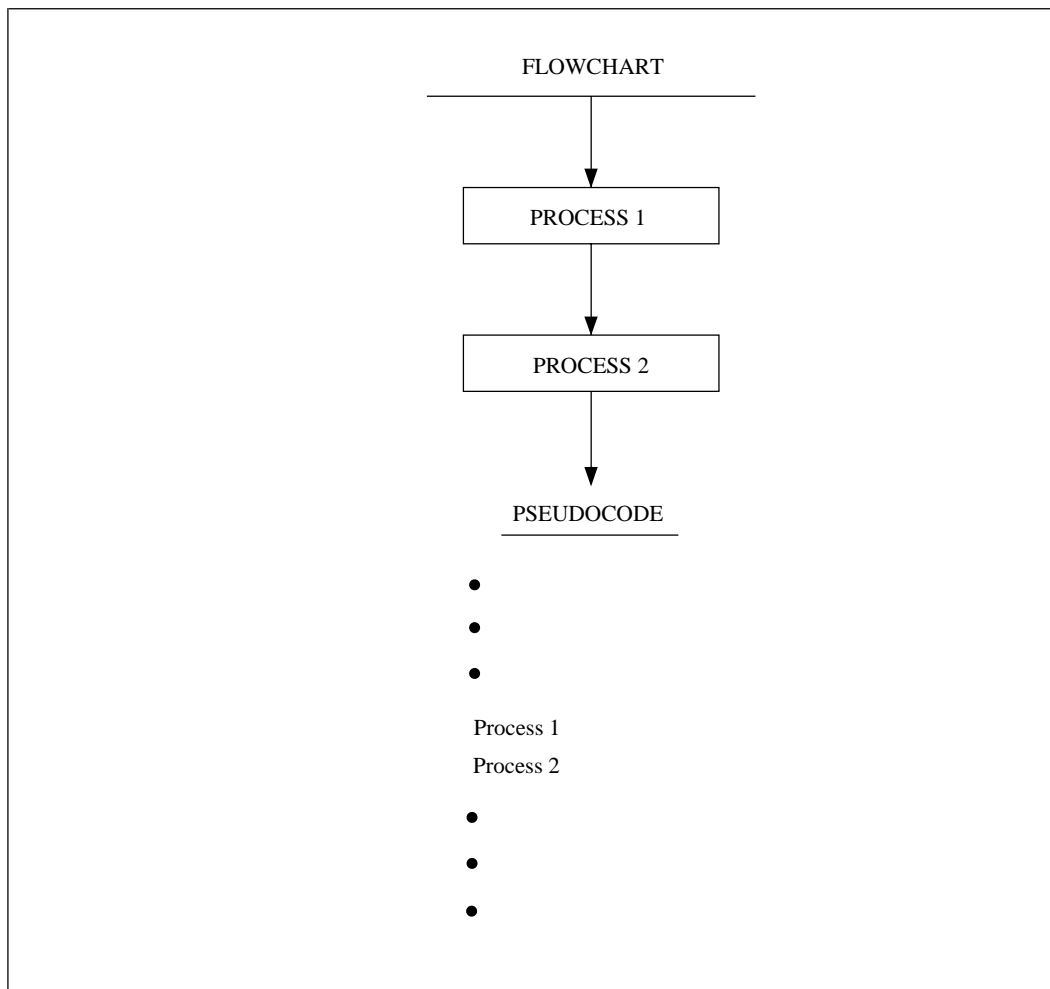 FLOWCHART
PROCESS 1
PROCESS 2
PSEUDOCODE
•
•
•
Process 1
Process 2
•
•
•